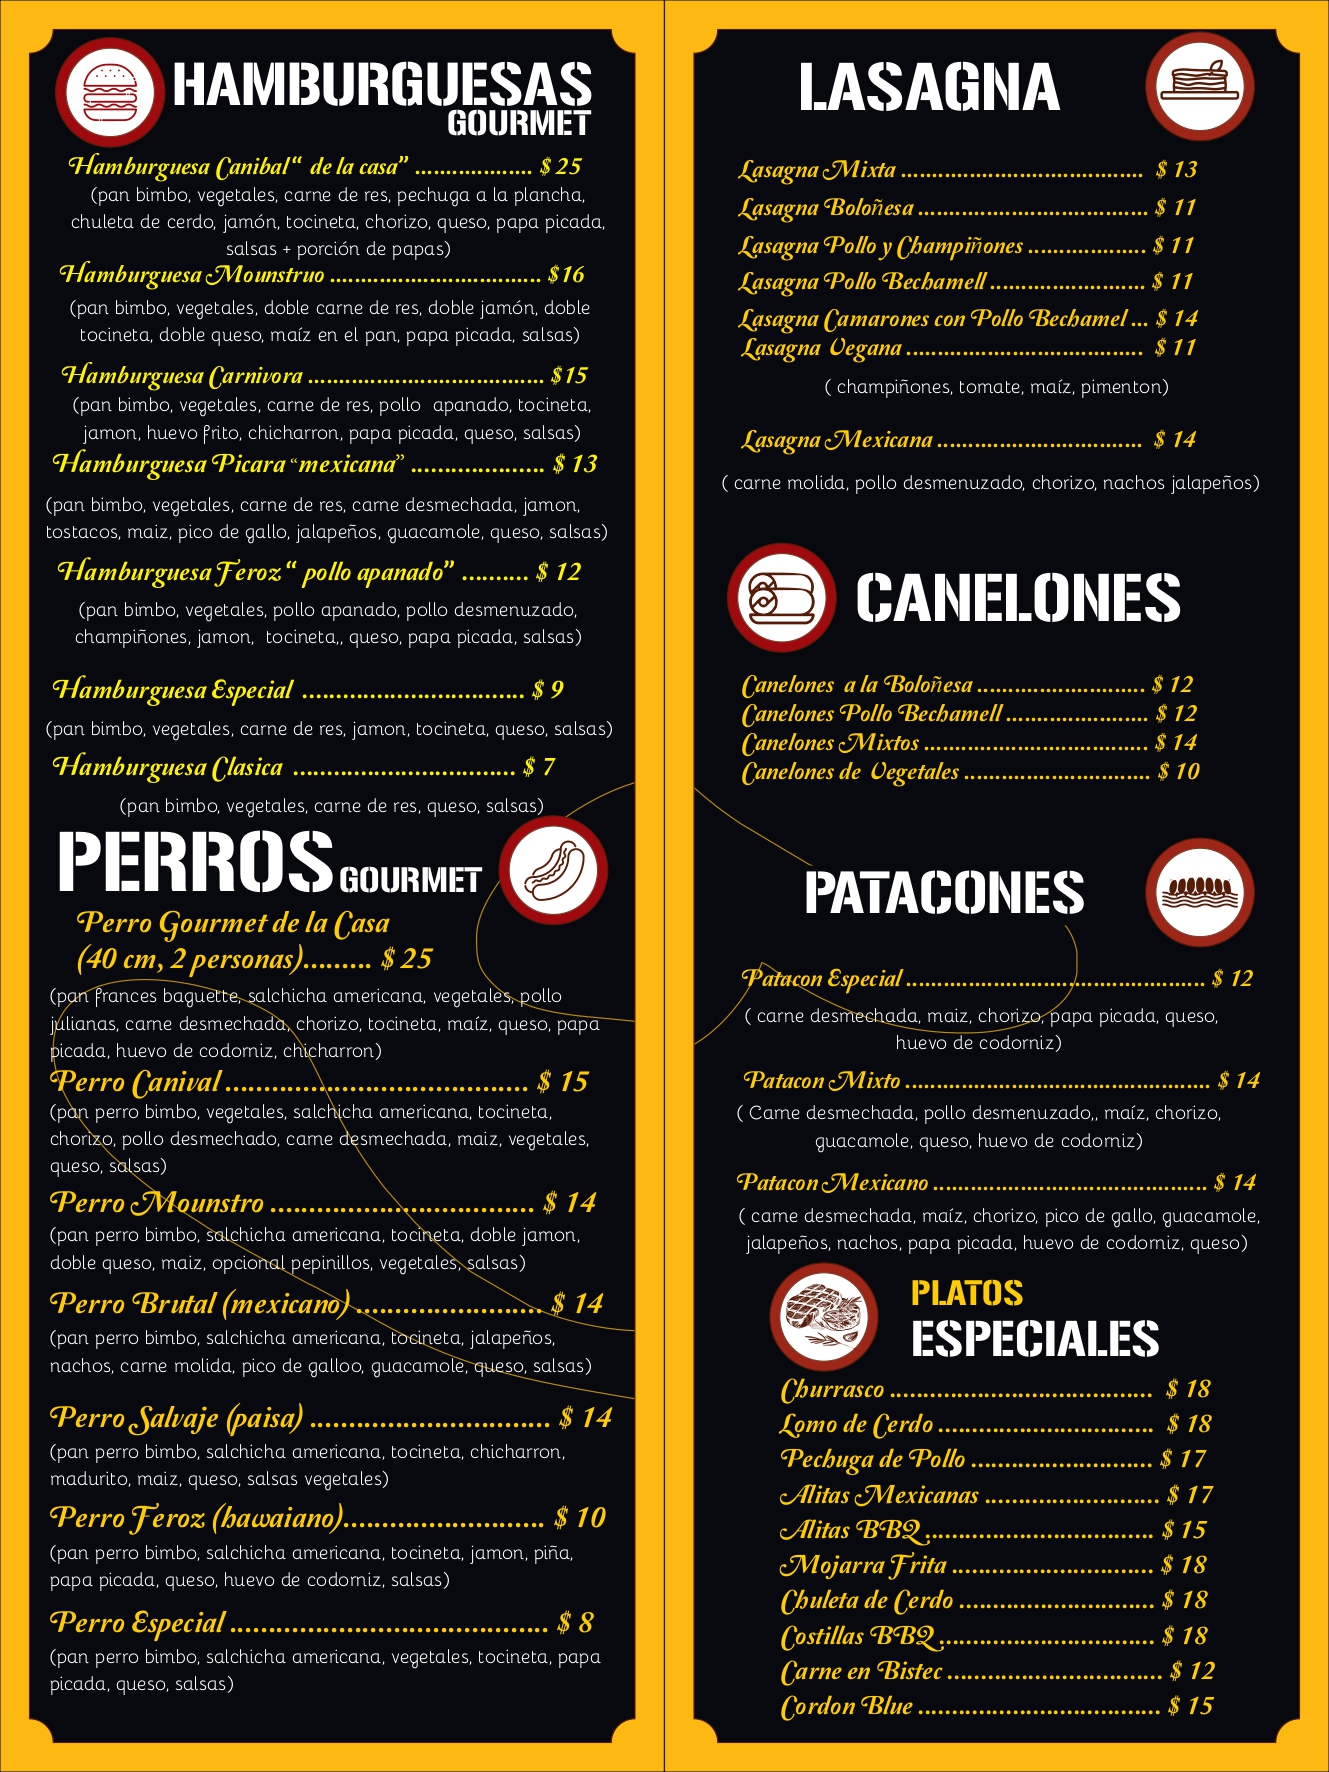 HAMBURGUESAS
GOURMET
Hamburguesa Canibal“ de la casa” ................... $ 25
(pan bimbo, vegetales, carne de res, pechuga a la plancha,
chuleta de cerdo, jamón, tocineta, chorizo, queso, papa picada,
salsas + porción de papas)
Hamburguesa Mounstruo .................................. $16
(pan bimbo, vegetales, doble carne de res, doble jamón, doble
tocineta, doble queso, maíz en el pan, papa picada, salsas)
Hamburguesa Carnivora ...................................... $15
(pan bimbo, vegetales, carne de res, pollo apanado, tocineta,
jamon, huevo frito, chicharron, papa picada, queso, salsas)
Hamburguesa Picara “mexicana” ..................... $ 13
(pan bimbo, vegetales, carne de res, carne desmechada, jamon,
tostacos, maiz, pico de gallo, jalapeños, guacamole, queso, salsas)
Hamburguesa Feroz “ pollo apanado” .......... $ 12
(pan bimbo, vegetales, pollo apanado, pollo desmenuzado,
champiñones, jamon, tocineta,, queso, papa picada, salsas)
Hamburguesa Especial ................................... $ 9
(pan bimbo, vegetales, carne de res, jamon, tocineta, queso, salsas)
Hamburguesa Clasica ................................... $ 7
(pan bimbo, vegetales, carne de res, queso, salsas)
PERROS GOURMET
Perro Gourmet de la Casa
(40 cm, 2 personas)......... $ 25
(pan frances baguette, salchicha americana, vegetales, pollo
julianas, carne desmechada, chorizo, tocineta, maíz, queso, papa
picada, huevo de codorniz, chicharron)
Perro Canival ........................................ $ 15
(pan perro bimbo, vegetales, salchicha americana, tocineta,
chorizo, pollo desmechado, carne desmechada, maiz, vegetales,
queso, salsas)
Perro Mounstro ................................... $ 14
(pan perro bimbo, salchicha americana, tocineta, doble jamon,
doble queso, maiz, opcional pepinillos, vegetales, salsas)
Perro Brutal (mexicano) ........................ $ 14
(pan perro bimbo, salchicha americana, tocineta, jalapeños,
nachos, carne molida, pico de galloo, guacamole, queso, salsas)
Perro Salvaje (paisa) ............................... $ 14
(pan perro bimbo, salchicha americana, tocineta, chicharron,
madurito, maiz, queso, salsas vegetales)
Perro Feroz (hawaiano).......................... $ 10
(pan perro bimbo, salchicha americana, tocineta, jamon, piña,
papa picada, queso, huevo de codorniz, salsas)
Perro Especial .......................................... $ 8
(pan perro bimbo, salchicha americana, vegetales, tocineta, papa
picada, queso, salsas)
LASAGNA
Lasagna Mixta ....................................... $ 13
Lasagna Boloñesa ..................................... $ 11
Lasagna Pollo y Champiñones ................... $ 11
Lasagna Pollo Bechamell ......................... $ 11
Lasagna Camarones con Pollo Bechamel ... $ 14
Lasagna Vegana ...................................... $ 11
( champiñones, tomate, maíz, pimenton)
Lasagna Mexicana ................................. $ 14
( carne molida, pollo desmenuzado, chorizo, nachos jalapeños)
CANELONES
Canelones a la Boloñesa ........................... $ 12
Canelones Pollo Bechamell ....................... $ 12
Canelones Mixtos .................................... $ 14
Canelones de Vegetales .............................. $ 10
PATACONES
Patacon Especial ................................................ $ 12
( carne desmechada, maiz, chorizo, papa picada, queso,
huevo de codorniz)
Patacon Mixto ................................................. $ 14
( Carne desmechada, pollo desmenuzado,, maíz, chorizo,
guacamole, queso, huevo de codorniz)
Patacon Mexicano ............................................ $ 14
( carne desmechada, maíz, chorizo, pico de gallo, guacamole,
jalapeños, nachos, papa picada, huevo de codorniz, queso)
PLATOS
ESPECIALES
Churrasco ....................................... $ 18
Lomo de Cerdo ................................ $ 18
Pechuga de Pollo ........................... $ 17
Alitas Mexicanas .......................... $ 17
Alitas BBQ.................................. $ 15
Mojarra Frita .............................. $ 18
Chuleta de Cerdo ............................. $ 18
Costillas BBQ................................ $ 18
Carne en Bistec ................................ $ 12
Cordon Blue .................................... $ 15